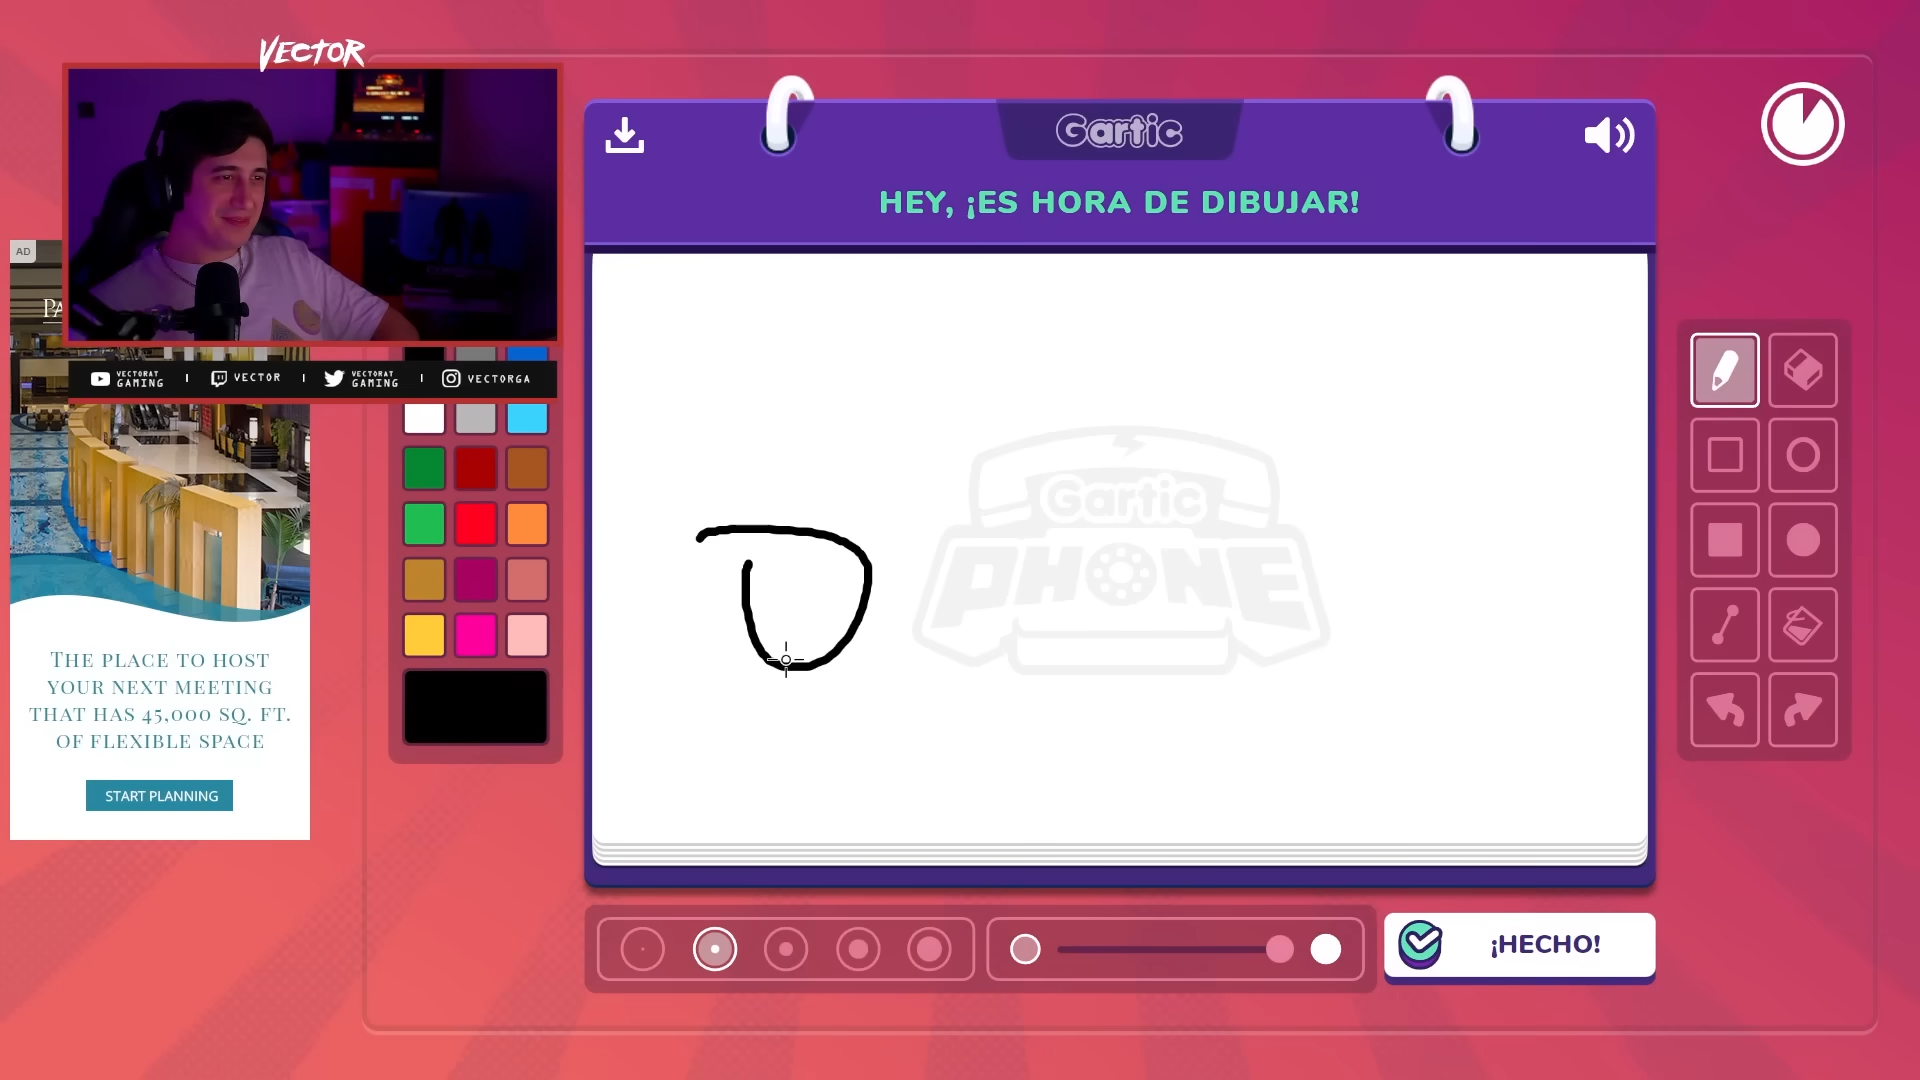 VECTOR
Gartic
HEY, ¡ES HORA DE DIBUJAR!
AD
PA
VECTORAT
GAMING
VECTOR
VECTORAT
GAMING
VECTORGA
Gartic
PHONE
THE PLACE TO HOST
YOUR NEXT MEETING
THAT HAS 45,000 SQ. FT.
OF FLEXIBLE SPACE
START PLANNING
¡HECHO!